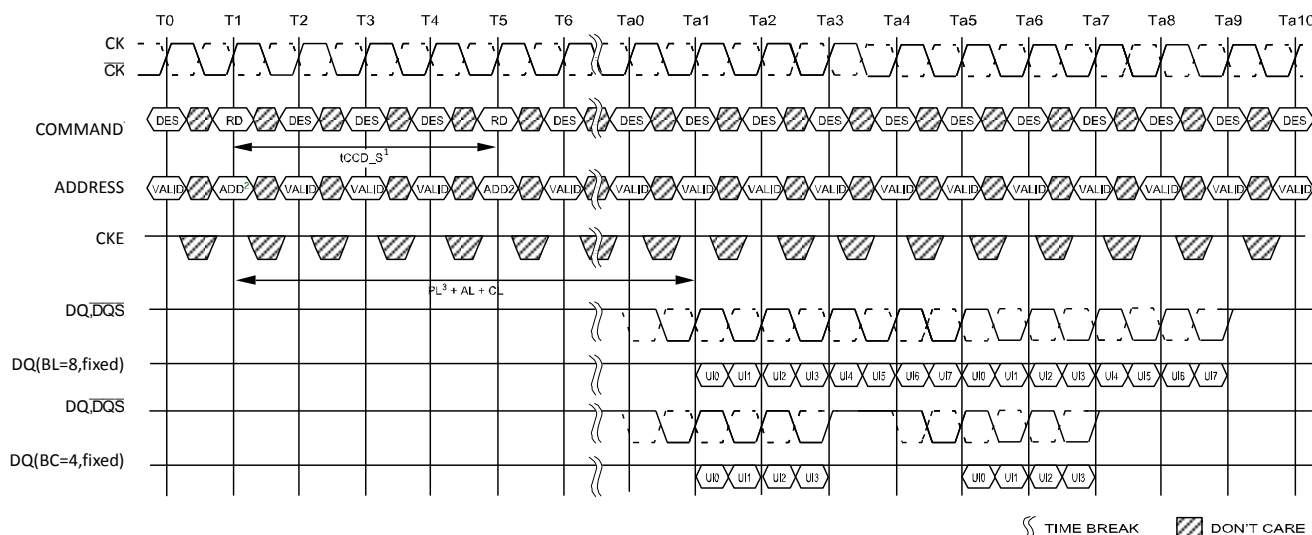 T0 T1 T2 T3 T4 T5 T6 Ta0 Ta1 Ta2 Ta3 Ta4 Ta5 Ta6 Ta7 Ta8 Ta9 Ta10
CK
CK
COMMAND
DES RD DES DES DES RD DES DES DES DES DES DES DES DES DES DES DES DES
tCCD_S1
ADDRESS
VALID ADD2 VALID VALID VALID ADD2 VALID VALID VALID VALID VALID VALID VALID VALID VALID VALID VALID VALID
CKE
PL3 + AL + CL
DQ,DQS
DQ(BL=8,fixed)
UI0 UI1 UI2 UI3 UI4 UI5 UI6 UI7 UI0 UI1 UI2 UI3 UI4 UI5 UI6 UI7
DQ,DQS
DQ(BC=4,fixed)
UI0 UI1 UI2 UI3 UI0 UI1 UI2 UI3
TIME BREAK DON'T CARE